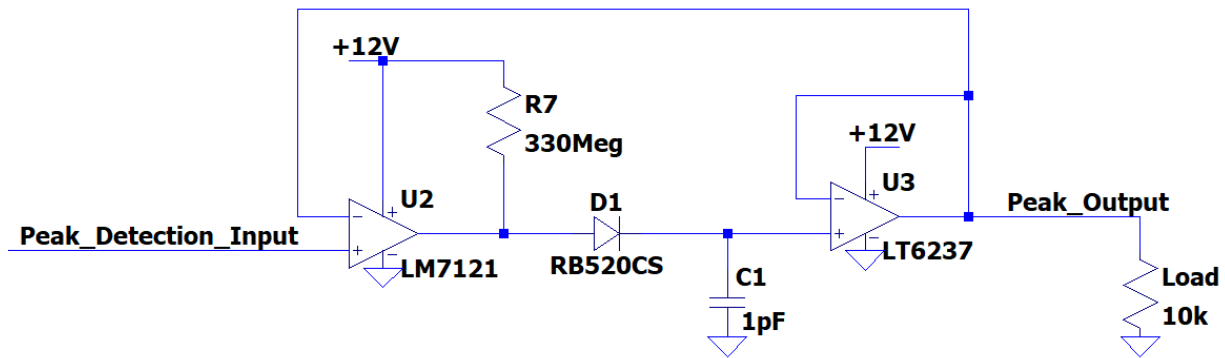 +12V
R7
330Meg
+12V
U2
U3
D1
Peak_Output
Peak_Detection_Input
LM7121
RB520CS
LT6237
C1
Load
1pF
10k